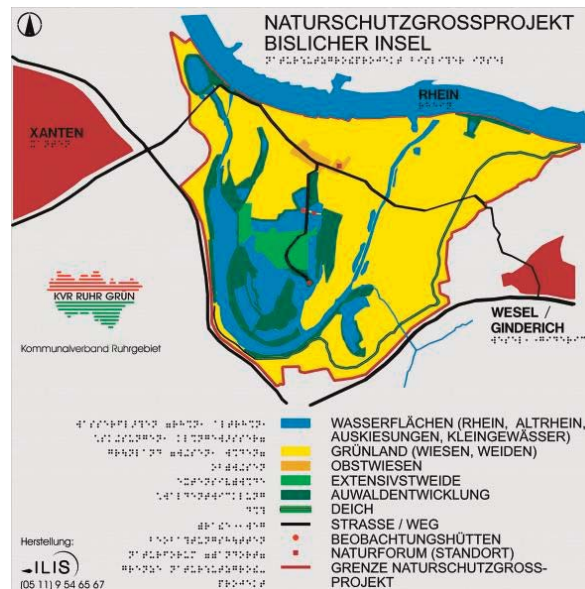 NATURSCHUTZGROSSPROJEKT
BISLICHER INSEL
RHEIN
XANTEN
KVR RUHR GRÜN
Kommunalverband Ruhrgebiet
WESEL /
GINDERICH
WASSERFLÄCHEN (RHEIN, ALTRHEIN,
AUSKIESUNGEN, KLEINGEWÄSSER)
GRÜNLAND (WIESEN, WEIDEN)
OBSTWIESEN
EXTENSIVSTWEIDE
AUWALDENTWICKLUNG
DEICH
STRASSE / WEG
BEOBACHTUNGSHÜTTEN
NATURFORUM (STANDORT)
GRENZE NATURSCHUTZGROSS-
PROJEKT
Herstellung:
ILIS
(05 11) 9 54 65 67